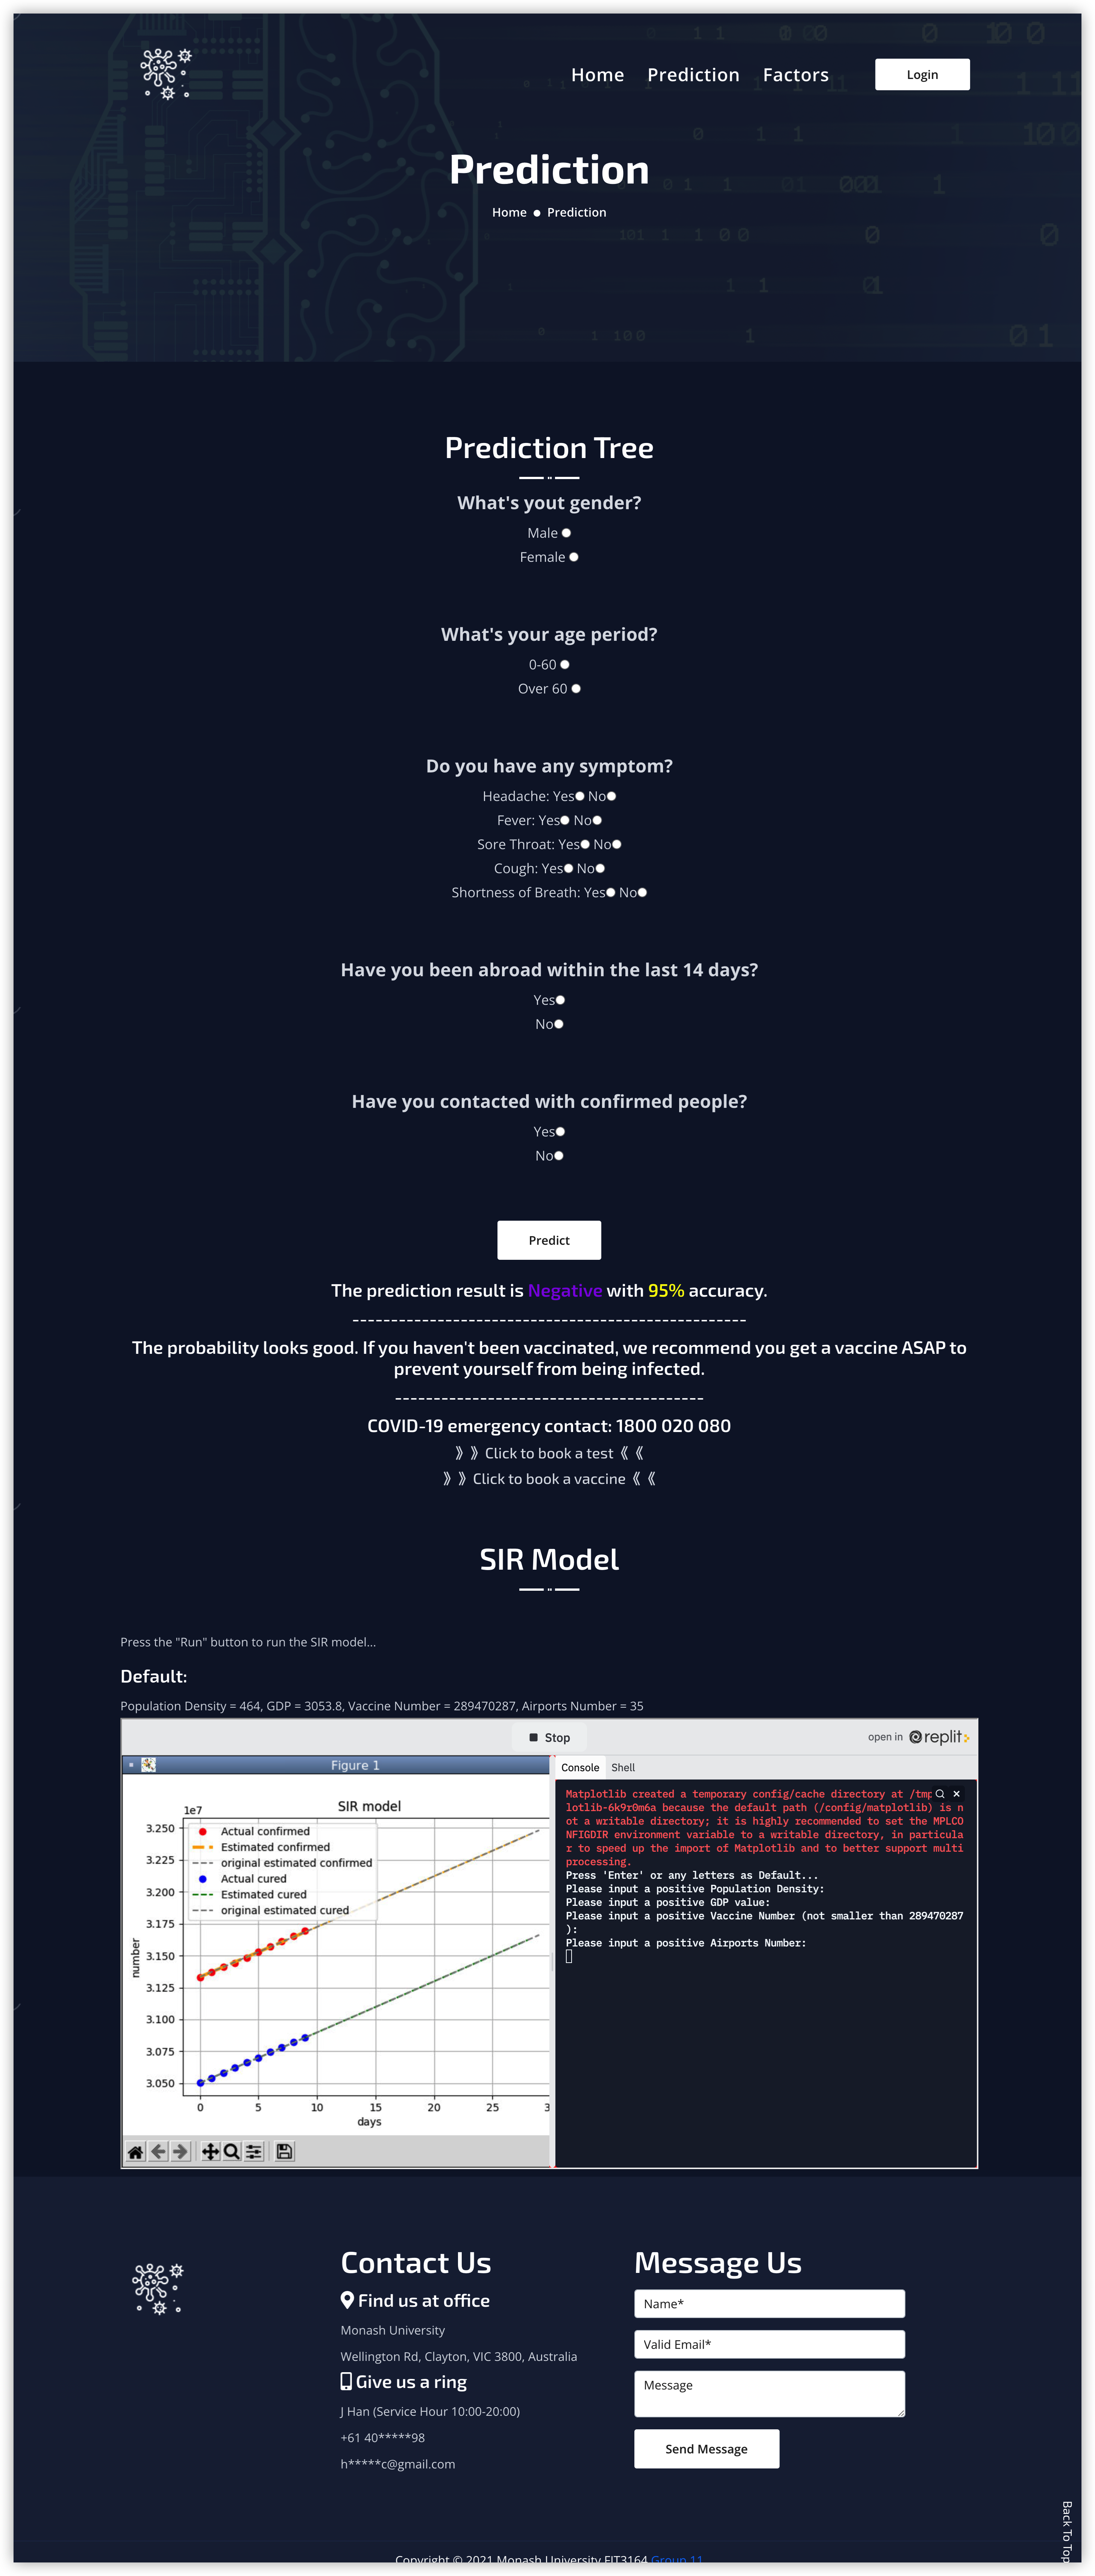 Home Prediction Factors Login
Prediction
Home Prediction
Prediction Tree
What's yout gender?
Male
Female
What's your age period?
0-60
Over 60
Do you have any symptom?
Headache: Yes No
Fever: Yes No
Sore Throat: Yes No
Cough: Yes No
Shortness of Breath: Yes No
Have you been abroad within the last 14 days?
Yes
No
Have you contacted with confirmed people?
Yes
No
Predict
The prediction result is Negative with 95% accuracy.
---------------------------------------------------
The probability looks good. If you haven't been vaccinated, we recommend you get a vaccine ASAP to
prevent yourself from being infected.
----------------------------------------
COVID-19 emergency contact: 1800 020 080
》》Click to book a test《《
》》Click to book a vaccine《《
SIR Model
Press the "Run" button to run the SIR model...
Default:
Population Density = 464, GDP = 3053.8, Vaccine Number = 289470287, Airports Number = 35
Stop
open in replit
Figure 1
SIR model
1e7
3.250
3.225
3.200
3.175
3.150
3.125
3.100
3.075
3.050
number
Actual confirmed
Estimated confirmed
original estimated confirmed
Actual cured
Estimated cured
original estimated cured
0 5 10 15 20 25 3
days
Console Shell
Matplotlib created a temporary config/cache directory at /tmp
lotlib-6k9r0m6a because the default path (/config/matplotlib) is n
ot a writable directory; it is highly recommended to set the MPLCO
NFIGDIR environment variable to a writable directory, in particula
r to speed up the import of Matplotlib and to better support multi
processing.
Press 'Enter' or any letters as Default...
Please input a positive Population Density:
Please input a positive GDP value:
Please input a positive Vaccine Number (not smaller than 289470287
):
Please input a positive Airports Number:
Contact Us
Find us at office
Monash University
Wellington Rd, Clayton, VIC 3800, Australia
Give us a ring
J Han (Service Hour 10:00-20:00)
+61 40*****98
h*****c@gmail.com
Message Us
Name*
Valid Email*
Message
Send Message
Back To Top
Copyright © 2021 Monash University FIT3164 Group 11